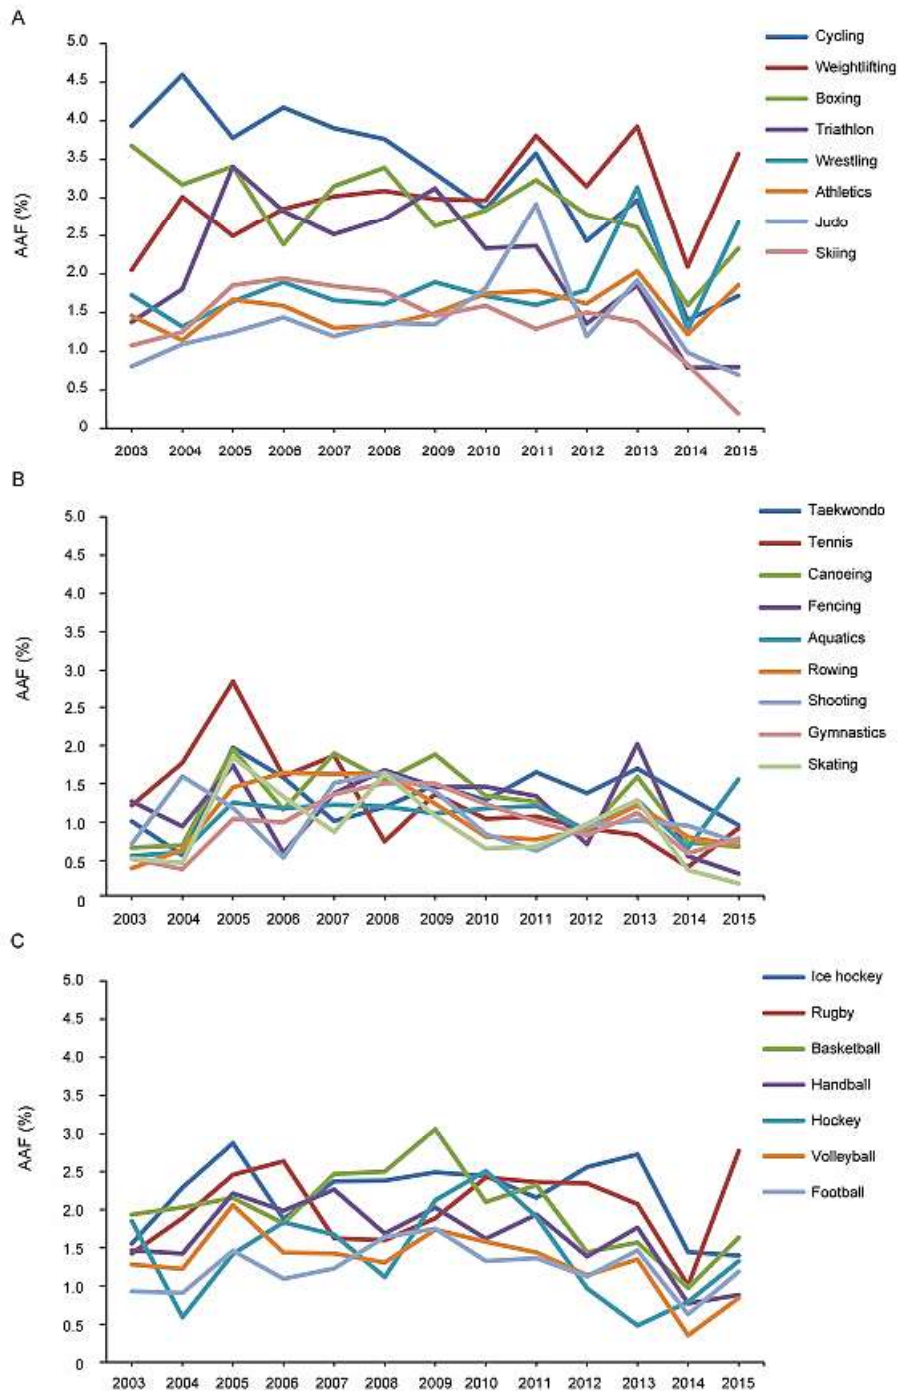 A
5.0
4.5
4.0
3.5
3.0
2.5
2.0
1.5
1.0
0.5
0
AAF (%)
2003 2004 2005 2006 2007 2008 2009 2010 2011 2012 2013 2014 2015
Cycling
Weightlifting
Boxing
Triathlon
Wrestling
Athletics
Judo
Skiing
B
5.0
4.5
4.0
3.5
3.0
2.5
2.0
1.5
1.0
0.5
0
AAF (%)
2003 2004 2005 2006 2007 2008 2009 2010 2011 2012 2013 2014 2015
Taekwondo
Tennis
Canoeing
Fencing
Aquatics
Rowing
Shooting
Gymnastics
Skating
C
5.0
4.5
4.0
3.5
3.0
2.5
2.0
1.5
1.0
0.5
0
AAF (%)
2003 2004 2005 2006 2007 2008 2009 2010 2011 2012 2013 2014 2015
Ice hockey
Rugby
Basketball
Handball
Hockey
Volleyball
Football